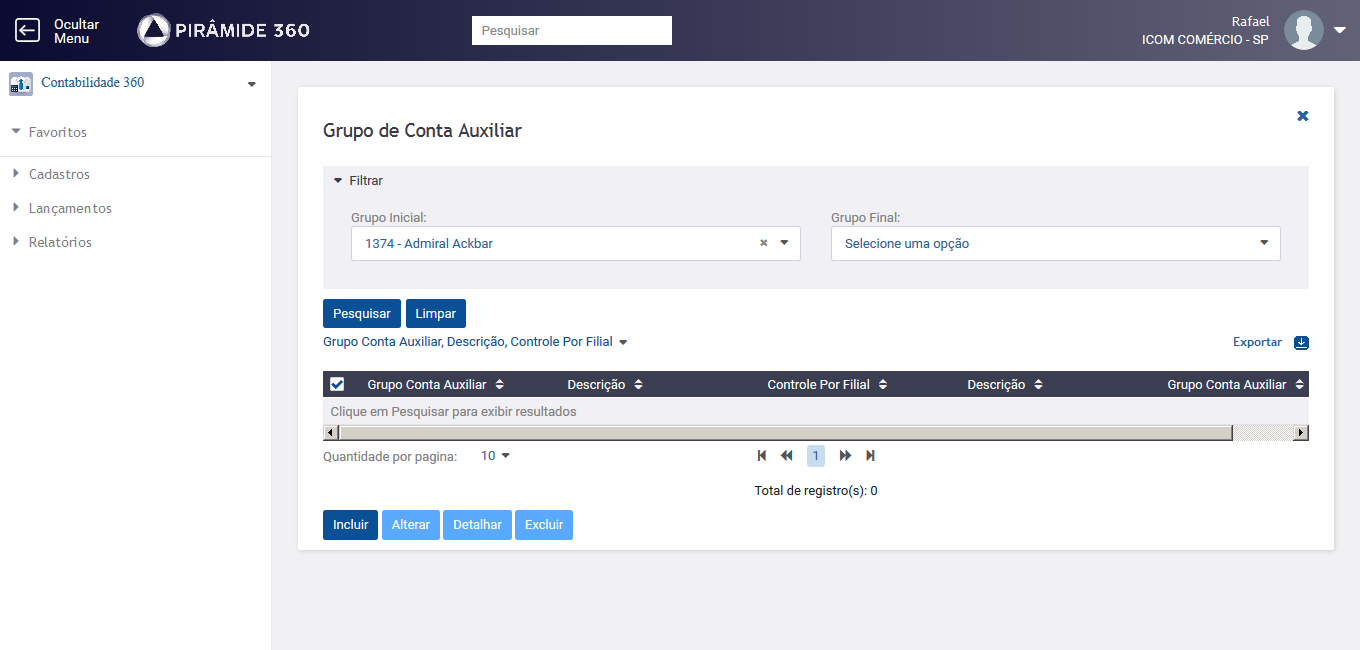 Ocultar
Menu
PIRÂMIDE 360
Pesquisar
Rafael
ICOM COMÉRCIO - SP
Contabilidade 360
Favoritos
Cadastros
Lançamentos
Relatórios
Grupo de Conta Auxiliar
Filtrar
Grupo Inicial: Grupo Final:
1374 - Admiral Ackbar Selecione uma opção
Pesquisar Limpar
Grupo Conta Auxiliar, Descrição, Controle Por Filial Exportar
Grupo Conta Auxiliar Descrição Controle Por Filial Descrição Grupo Conta Auxiliar
Clique em Pesquisar para exibir resultados
Quantidade por pagina: 10 1
Total de registro(s): 0
Incluir Alterar Detalhar Excluir